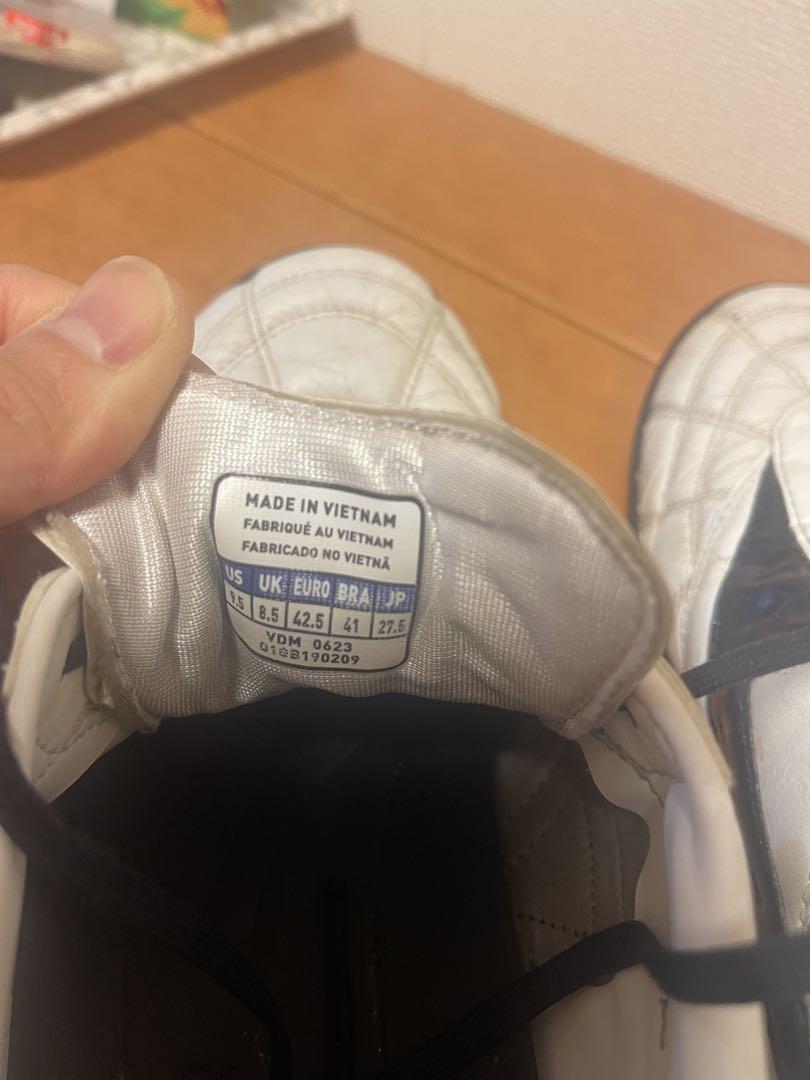 MADE IN VIETNAM
FABRIQUÉ AU VIETNAM
FABRICADO NO VIETNÃ
US UK EURO BRA JP
9.5 8.5 42.5 41 27.5
VDM 0623
Q1GB190209